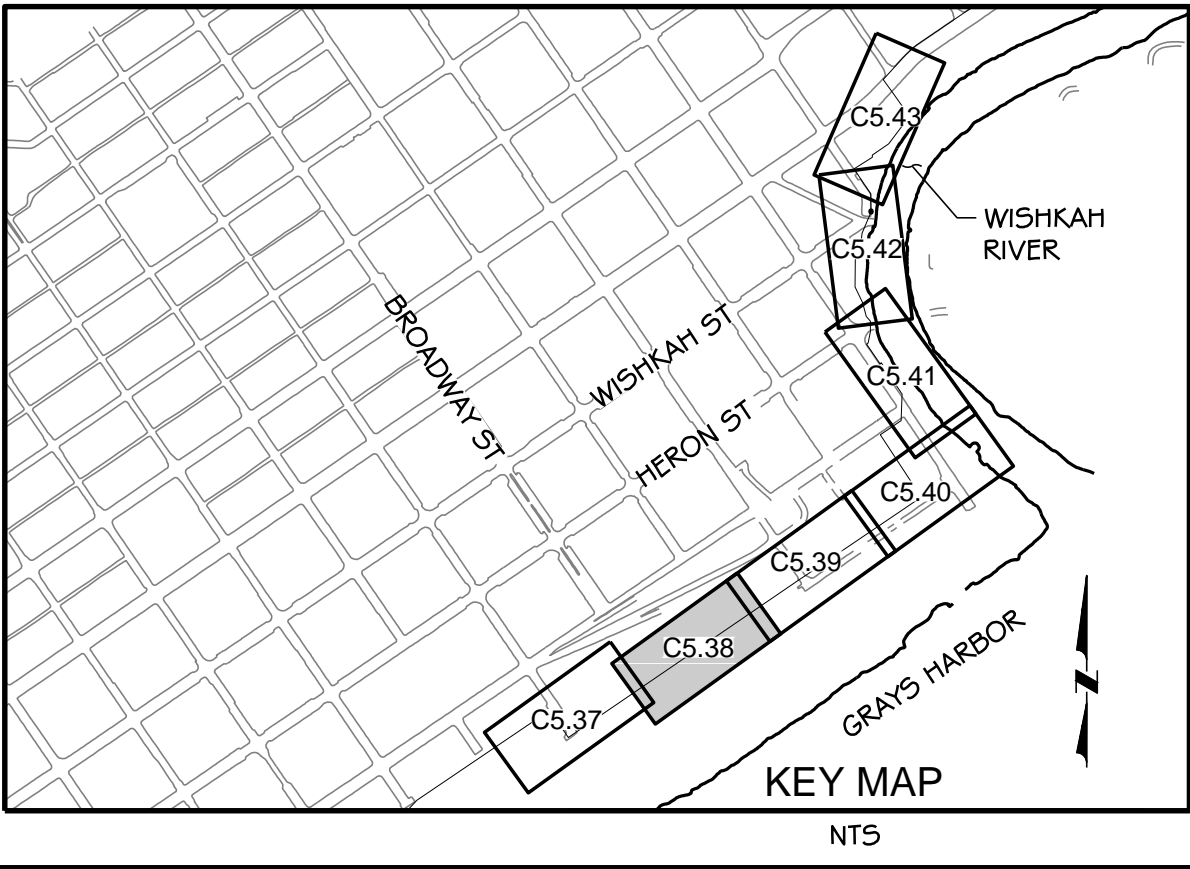 C5.43
WISHKAH
RIVER
C5.42
BROADWAY ST
WISHKAH ST
C5.41
HERON ST
C5.40
C5.39
C5.38
GRAYS HARBOR
C5.37
N
KEY MAP
NTS